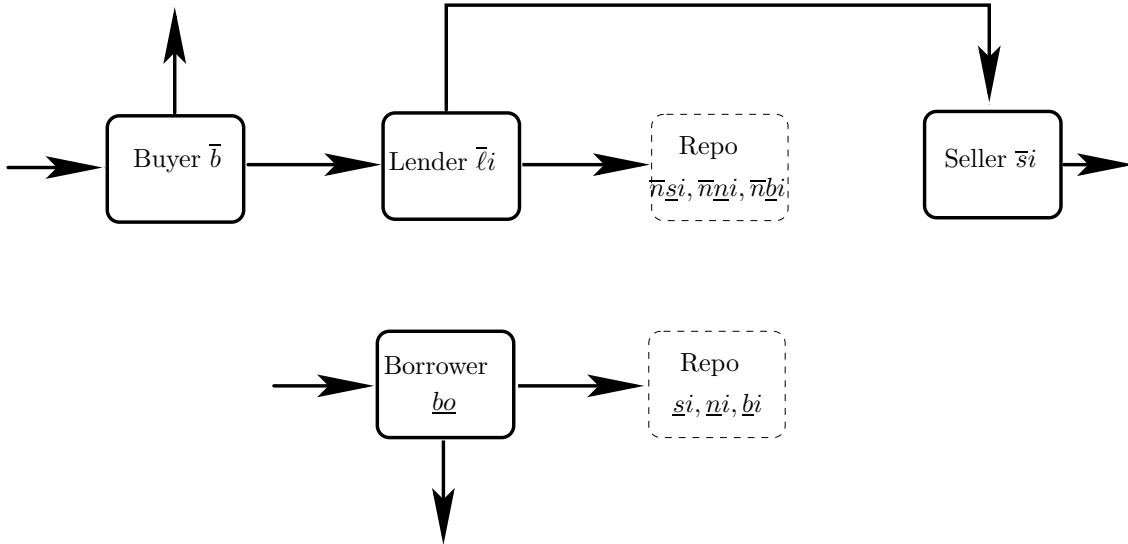 Buyer b̅
Lender ℓ̅i
Repo
n̅s̲i, n̅n̲i, n̅b̲i
Seller s̅i
Borrower
b̲o̲
Repo
s̲i, n̲i, b̲i